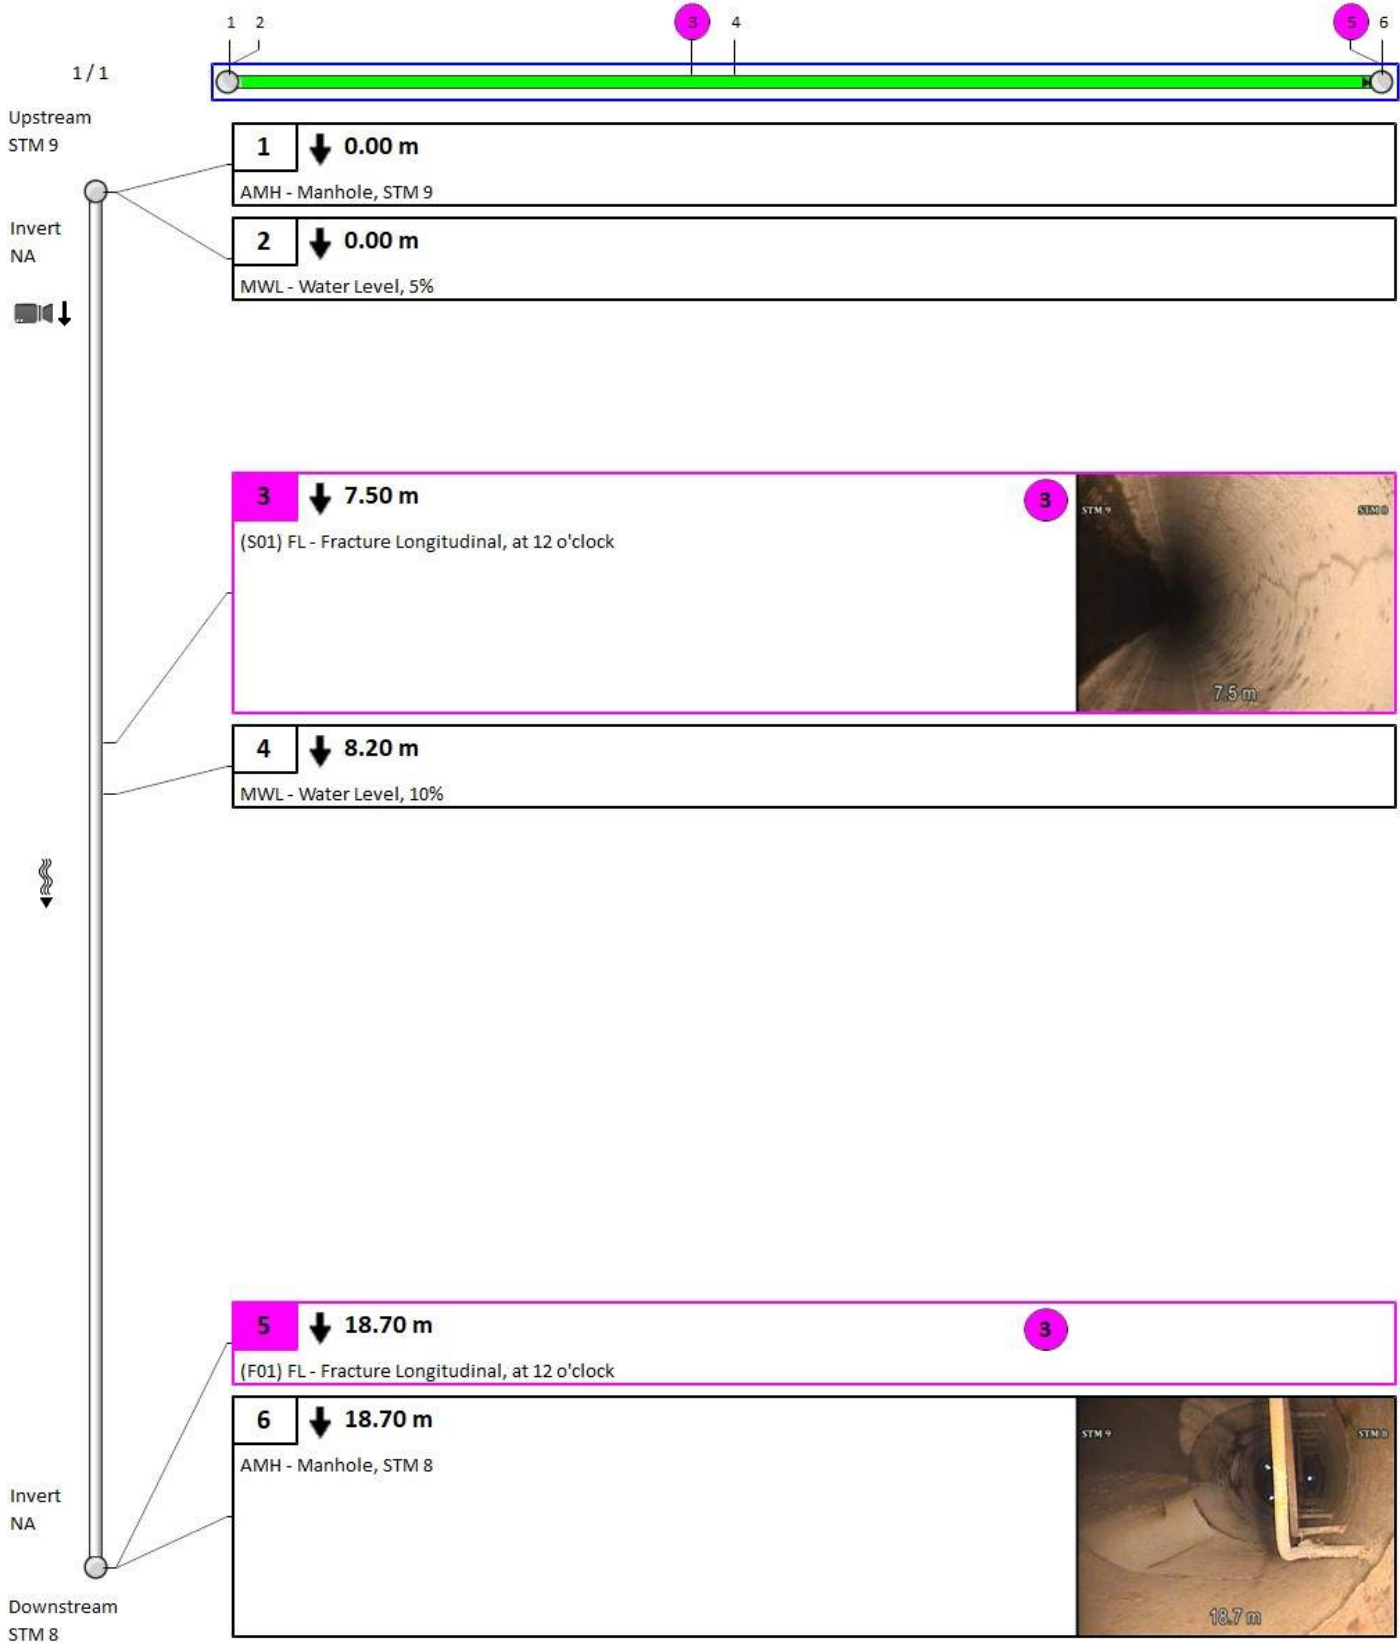 1 2 3 4 5 6
1 / 1
Upstream
STM 9
1 0.00 m
AMH - Manhole, STM 9
Invert
NA
2 0.00 m
MWL - Water Level, 5%
3 7.50 m 3
(S01) FL - Fracture Longitudinal, at 12 o'clock
STM 9 STM 8
7.5 m
4 8.20 m
MWL - Water Level, 10%
5 18.70 m 3
(F01) FL - Fracture Longitudinal, at 12 o'clock
6 18.70 m
AMH - Manhole, STM 8
STM 9 STM 8
18.7 m
Invert
NA
Downstream
STM 8